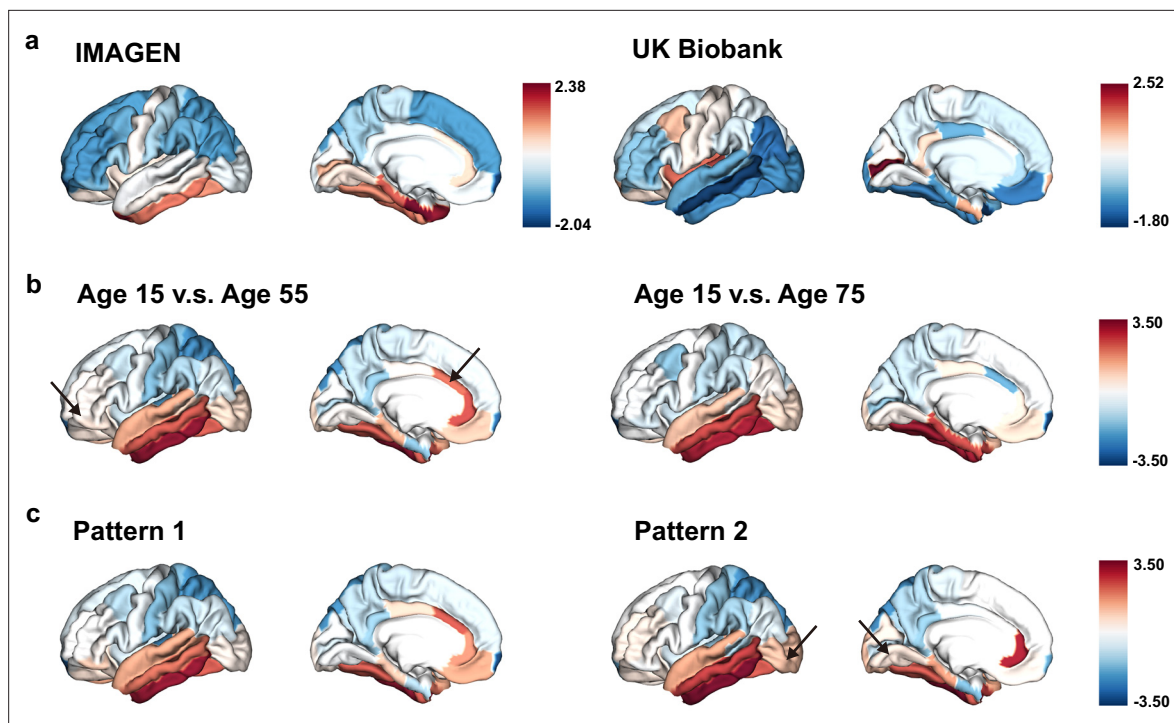 a
IMAGEN
UK Biobank
2.38
-2.04
2.52
-1.80
b
Age 15 v.s. Age 55
Age 15 v.s. Age 75
3.50
-3.50
c
Pattern 1
Pattern 2
3.50
-3.50